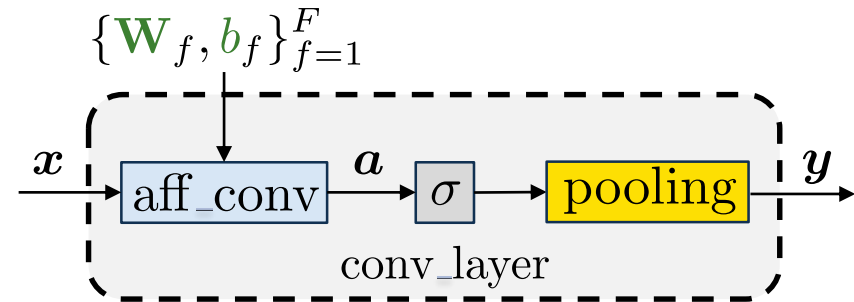 {W_f, b_f}_{f=1}^F
x aff_conv a σ pooling y
conv_layer